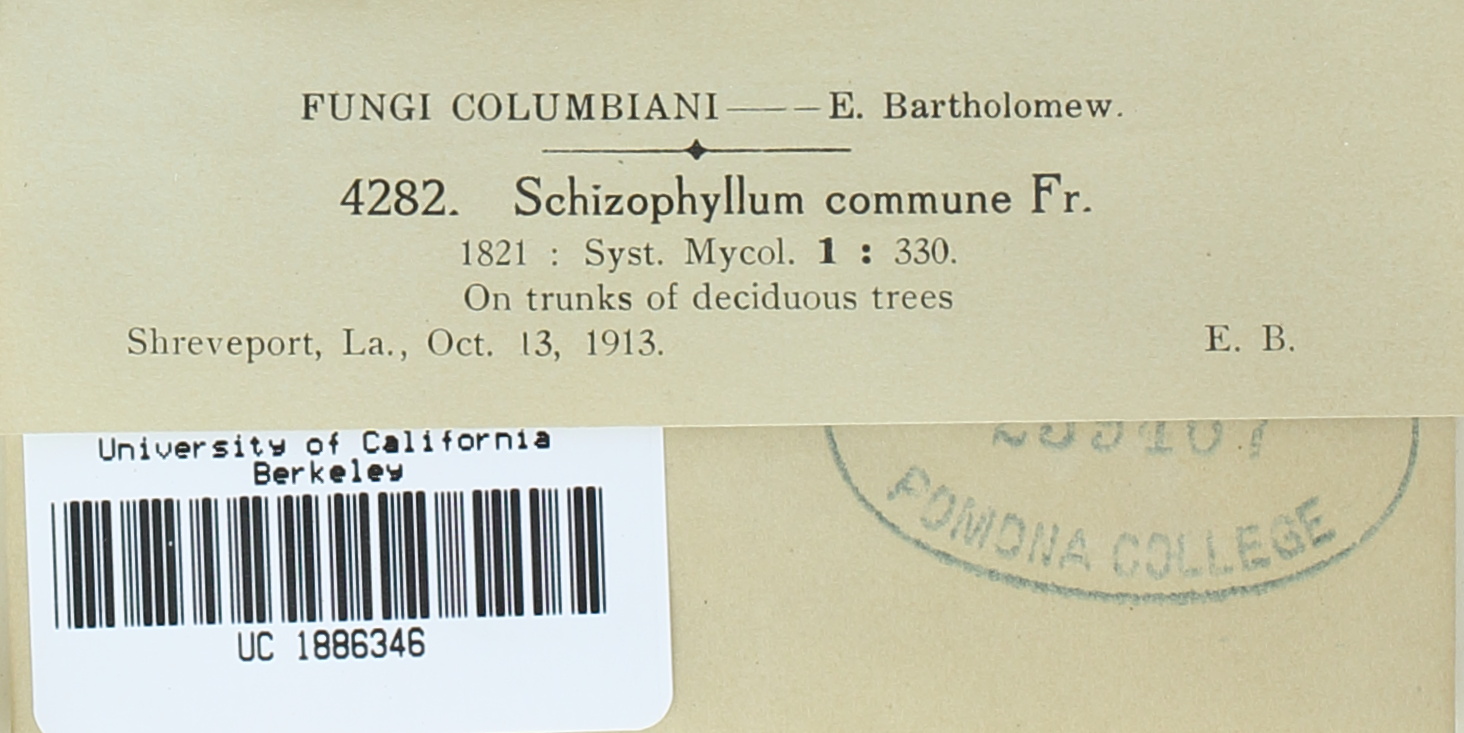 FUNGI COLUMBIANI———E. Bartholomew.
4282. Schizophyllum commune Fr.
1821 : Syst. Mycol. 1 : 330.
On trunks of deciduous trees
Shreveport, La., Oct. 13, 1913. E. B.
University of California
Berkeley
UC 1886346
POMONA COLLEGE